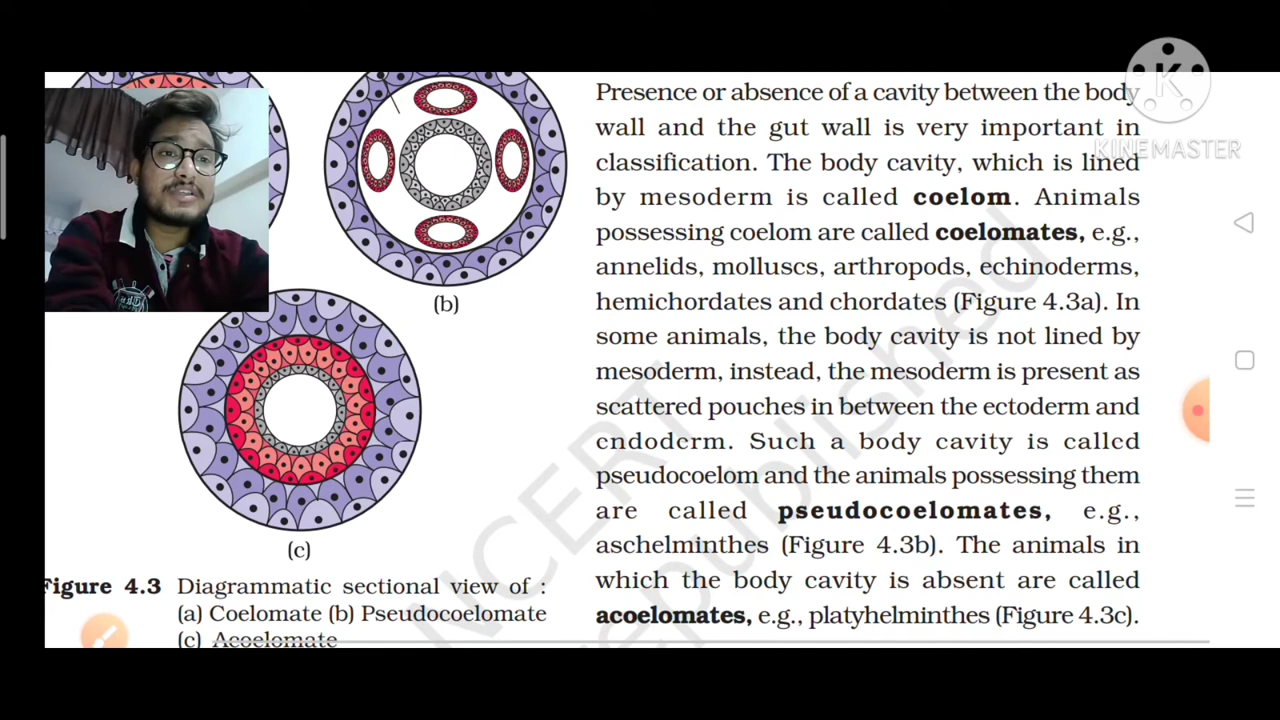 Presence or absence of a cavity between the body
wall and the gut wall is very important in
classification. The body cavity, which is lined
by mesoderm is called coelom. Animals
possessing coelom are called coelomates, e.g.,
annelids, molluscs, arthropods, echinoderms,
hemichordates and chordates (Figure 4.3a). In
some animals, the body cavity is not lined by
mesoderm, instead, the mesoderm is present as
scattered pouches in between the ectoderm and
endoderm. Such a body cavity is called
pseudocoelom and the animals possessing them
are called pseudocoelomates, e.g.,
aschelminthes (Figure 4.3b). The animals in
which the body cavity is absent are called
acoelomates, e.g., platyhelminthes (Figure 4.3c).
(b)
(c)
Figure 4.3 Diagrammatic sectional view of :
(a) Coelomate (b) Pseudocoelomate
(c) Acoelomate
K
KINEMASTER
NCERT
republished